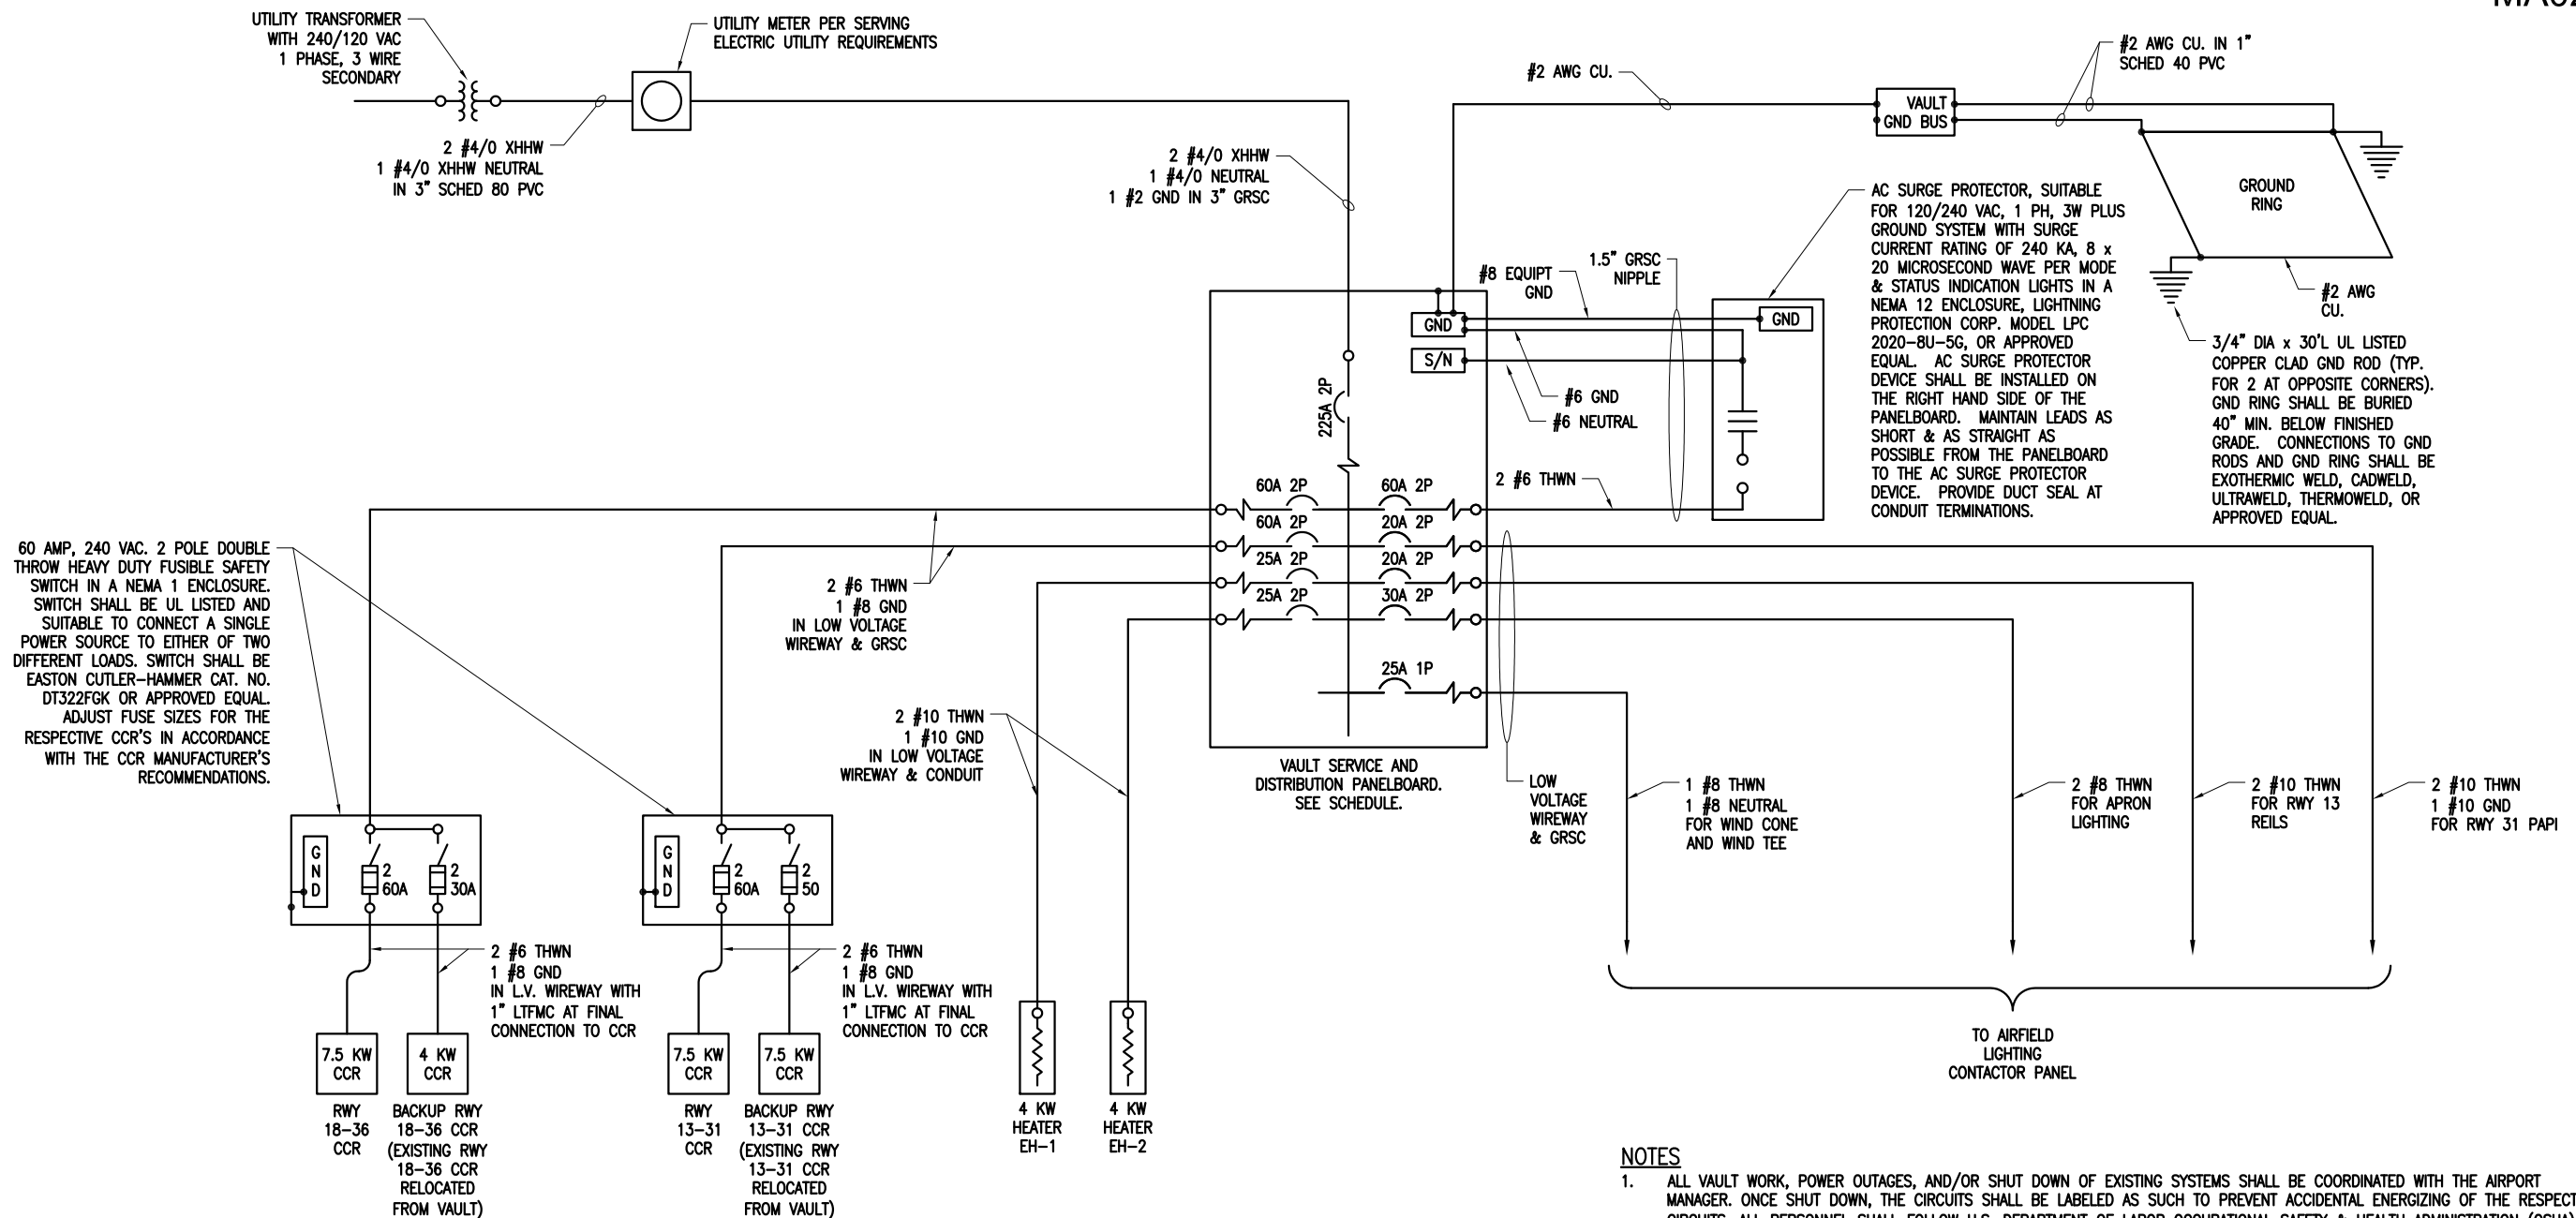 UTILITY TRANSFORMER
WITH 240/120 VAC
1 PHASE, 3 WIRE
SECONDARY
UTILITY METER PER SERVING
ELECTRIC UTILITY REQUIREMENTS
2 #4/0 XHHW
1 #4/0 XHHW NEUTRAL
IN 3" SCHED 80 PVC
2 #4/0 XHHW
1 #4/0 NEUTRAL
1 #2 GND IN 3" GRSC
#2 AWG CU.
VAULT
GND BUS
#2 AWG CU. IN 1"
SCHED 40 PVC
GROUND
RING
#2 AWG
CU.
AC SURGE PROTECTOR, SUITABLE
FOR 120/240 VAC, 1 PH, 3W PLUS
GROUND SYSTEM WITH SURGE
CURRENT RATING OF 240 KA, 8 x
20 MICROSECOND WAVE PER MODE
& STATUS INDICATION LIGHTS IN A
NEMA 12 ENCLOSURE, LIGHTNING
PROTECTION CORP. MODEL LPC
2020-8U-5G, OR APPROVED
EQUAL. AC SURGE PROTECTOR
DEVICE SHALL BE INSTALLED ON
THE RIGHT HAND SIDE OF THE
PANELBOARD. MAINTAIN LEADS AS
SHORT & AS STRAIGHT AS
POSSIBLE FROM THE PANELBOARD
TO THE AC SURGE PROTECTOR
DEVICE. PROVIDE DUCT SEAL AT
CONDUIT TERMINATIONS.
3/4" DIA x 30'L UL LISTED
COPPER CLAD GND ROD (TYP.
FOR 2 AT OPPOSITE CORNERS).
GND RING SHALL BE BURIED
40" MIN. BELOW FINISHED
GRADE. CONNECTIONS TO GND
RODS AND GND RING SHALL BE
EXOTHERMIC WELD, CADWELD,
ULTRAWELD, THERMOWELD, OR
APPROVED EQUAL.
#8 EQUIPT
GND
1.5" GRSC
NIPPLE
GND
S/N
GND
#6 GND
#6 NEUTRAL
2 #6 THWN
225A 2P
60A 2P
60A 2P
60A 2P
20A 2P
25A 2P
20A 2P
25A 2P
30A 2P
25A 1P
VAULT SERVICE AND
DISTRIBUTION PANELBOARD.
SEE SCHEDULE.
60 AMP, 240 VAC. 2 POLE DOUBLE
THROW HEAVY DUTY FUSIBLE SAFETY
SWITCH IN A NEMA 1 ENCLOSURE.
SWITCH SHALL BE UL LISTED AND
SUITABLE TO CONNECT A SINGLE
POWER SOURCE TO EITHER OF TWO
DIFFERENT LOADS. SWITCH SHALL BE
EASTON CUTLER-HAMMER CAT. NO.
DT322FGK OR APPROVED EQUAL.
ADJUST FUSE SIZES FOR THE
RESPECTIVE CCR'S IN ACCORDANCE
WITH THE CCR MANUFACTURER'S
RECOMMENDATIONS.
2 #6 THWN
1 #8 GND
IN LOW VOLTAGE
WIREWAY & GRSC
2 #10 THWN
1 #10 GND
IN LOW VOLTAGE
WIREWAY & CONDUIT
LOW
VOLTAGE
WIREWAY
& GRSC
1 #8 THWN
1 #8 NEUTRAL
FOR WIND CONE
AND WIND TEE
2 #8 THWN
FOR APRON
LIGHTING
2 #10 THWN
FOR RWY 13
REILS
2 #10 THWN
1 #10 GND
FOR RWY 31 PAPI
G
N
D
2
60A
2
30A
G
N
D
2
60A
2
50
2 #6 THWN
1 #8 GND
IN L.V. WIREWAY WITH
1" LTFMC AT FINAL
CONNECTION TO CCR
2 #6 THWN
1 #8 GND
IN L.V. WIREWAY WITH
1" LTFMC AT FINAL
CONNECTION TO CCR
7.5 KW
CCR
4 KW
CCR
7.5 KW
CCR
7.5 KW
CCR
RWY
18-36
CCR
BACKUP RWY
18-36 CCR
(EXISTING RWY
18-36 CCR
RELOCATED
FROM VAULT)
RWY
13-31
CCR
BACKUP RWY
13-31 CCR
(EXISTING RWY
13-31 CCR
RELOCATED
FROM VAULT)
4 KW
HEATER
EH-1
4 KW
HEATER
EH-2
TO AIRFIELD
LIGHTING
CONTACTOR PANEL
NOTES
1. ALL VAULT WORK, POWER OUTAGES, AND/OR SHUT DOWN OF EXISTING SYSTEMS SHALL BE COORDINATED WITH THE AIRPORT
MANAGER. ONCE SHUT DOWN, THE CIRCUITS SHALL BE LABELED AS SUCH TO PREVENT ACCIDENTAL ENERGIZING OF THE